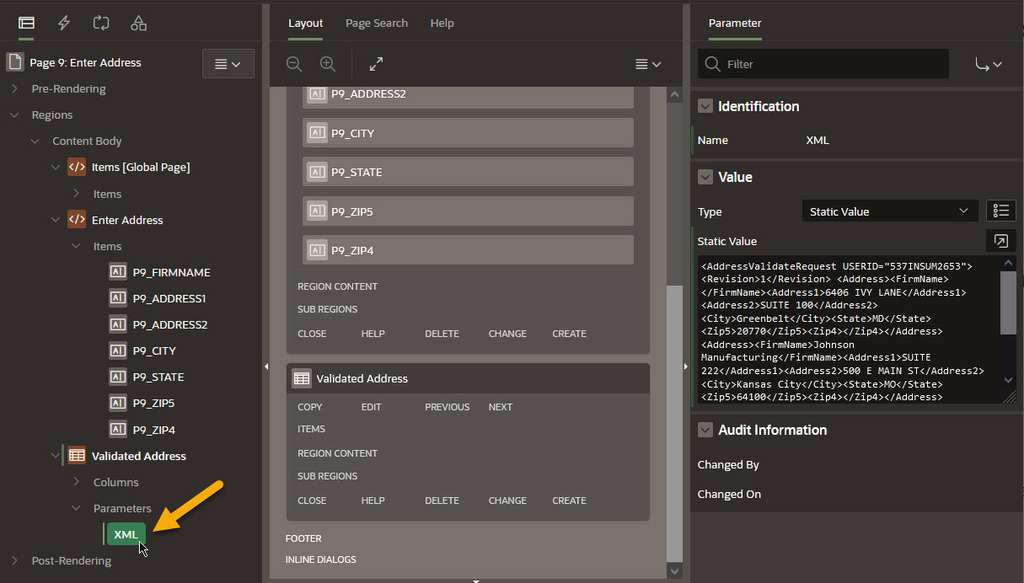 Page 9: Enter Address
Pre-Rendering
Regions
Content Body
Items [Global Page]
Items
Enter Address
Items
P9_FIRMNAME
P9_ADDRESS1
P9_ADDRESS2
P9_CITY
P9_STATE
P9_ZIP5
P9_ZIP4
Validated Address
Columns
Parameters
XML
Post-Rendering
Layout Page Search Help
P9_ADDRESS2
P9_CITY
P9_STATE
P9_ZIP5
P9_ZIP4
REGION CONTENT
SUB REGIONS
CLOSE HELP DELETE CHANGE CREATE
Validated Address
COPY EDIT PREVIOUS NEXT
ITEMS
REGION CONTENT
SUB REGIONS
CLOSE HELP DELETE CHANGE CREATE
FOOTER
INLINE DIALOGS
Parameter
Filter
Identification
Name XML
Value
Type Static Value
Static Value
<AddressValidateRequest USERID="537INSUM2653">
<Revision>1</Revision> <Address><FirmName>
</FirmName><Address1>6406 IVY LANE</Address1>
<Address2>SUITE 100</Address2>
<City>Greenbelt</City><State>MD</State>
<Zip5>20770</Zip5><Zip4></Zip4></Address>
<Address><FirmName>Johnson
Manufacturing</FirmName><Address1>SUITE
222</Address1><Address2>500 E MAIN ST</Address2>
<City>Kansas City</City><State>MO</State>
<Zip5>64100</Zip5><Zip4></Zip4></Address>
Audit Information
Changed By
Changed On